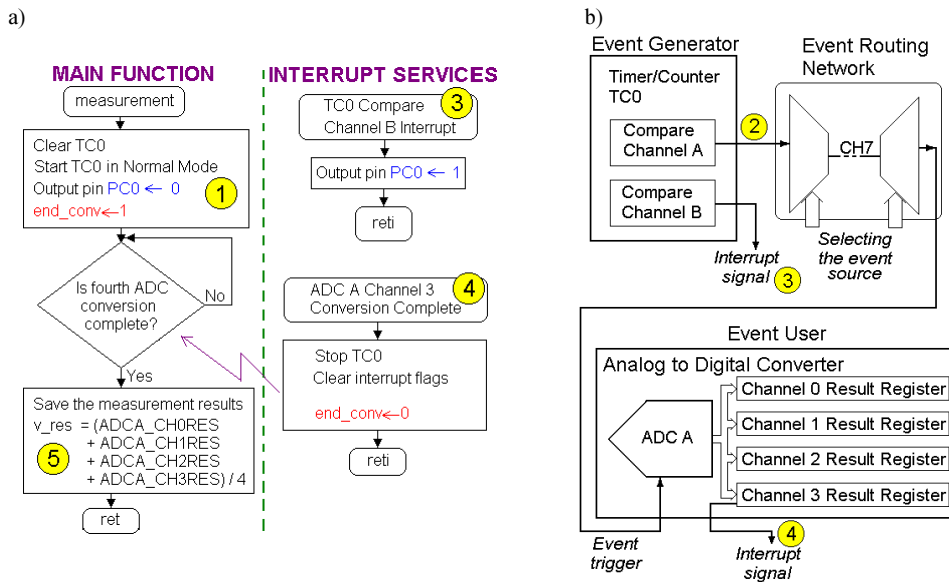 a)
MAIN FUNCTION
measurement
Clear TC0
Start TC0 in Normal Mode
Output pin PC0 ← 0
end_conv←1
1
Is fourth ADC
conversion
complete?
No
Yes
Save the measurement results
v_res = (ADCA_CH0RES
+ ADCA_CH1RES
+ ADCA_CH2RES
+ ADCA_CH3RES) / 4
5
ret
INTERRUPT SERVICES
TC0 Compare
Channel B Interrupt
3
Output pin PC0 ← 1
reti
ADC A Channel 3
Conversion Complete
4
Stop TC0
Clear interrupt flags
end_conv←0
reti
b)
Event Generator
Timer/Counter
TC0
Compare
Channel A
Compare
Channel B
2
Interrupt
signal
3
Event Routing
Network
CH7
Selecting
the event
source
Event User
Analog to Digital Converter
ADC A
Channel 0 Result Register
Channel 1 Result Register
Channel 2 Result Register
Channel 3 Result Register
Event
trigger
4
Interrupt
signal